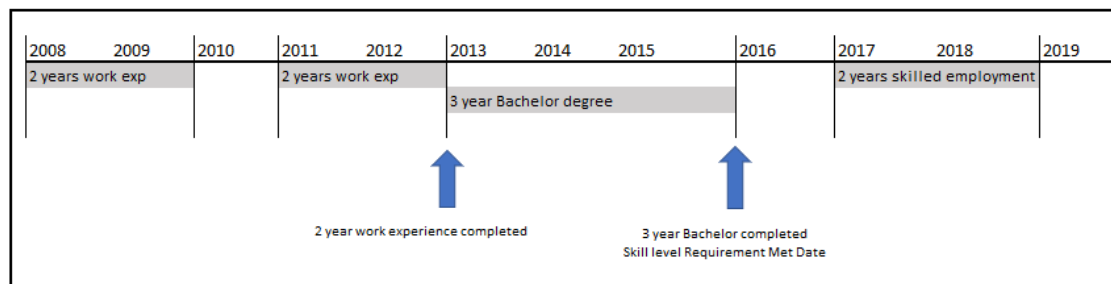 2008 2009 2010 2011 2012 2013 2014 2015 2016 2017 2018 2019
2 years work exp 2 years work exp 2 years skilled employment
3 year Bachelor degree
2 year work experience completed
3 year Bachelor completed
Skill level Requirement Met Date